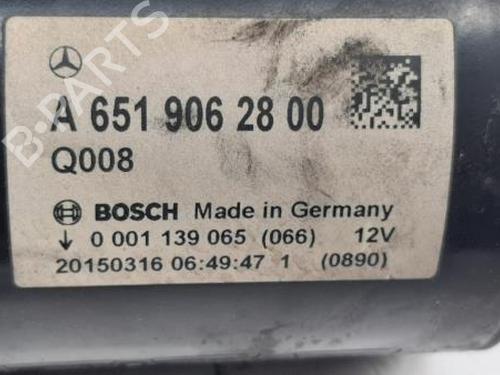 B-PARTS
A 651 906 28 00
Q008
BOSCH Made in Germany
0 001 139 065 (066) 12V
20150316 06:49:47 1 (0890)